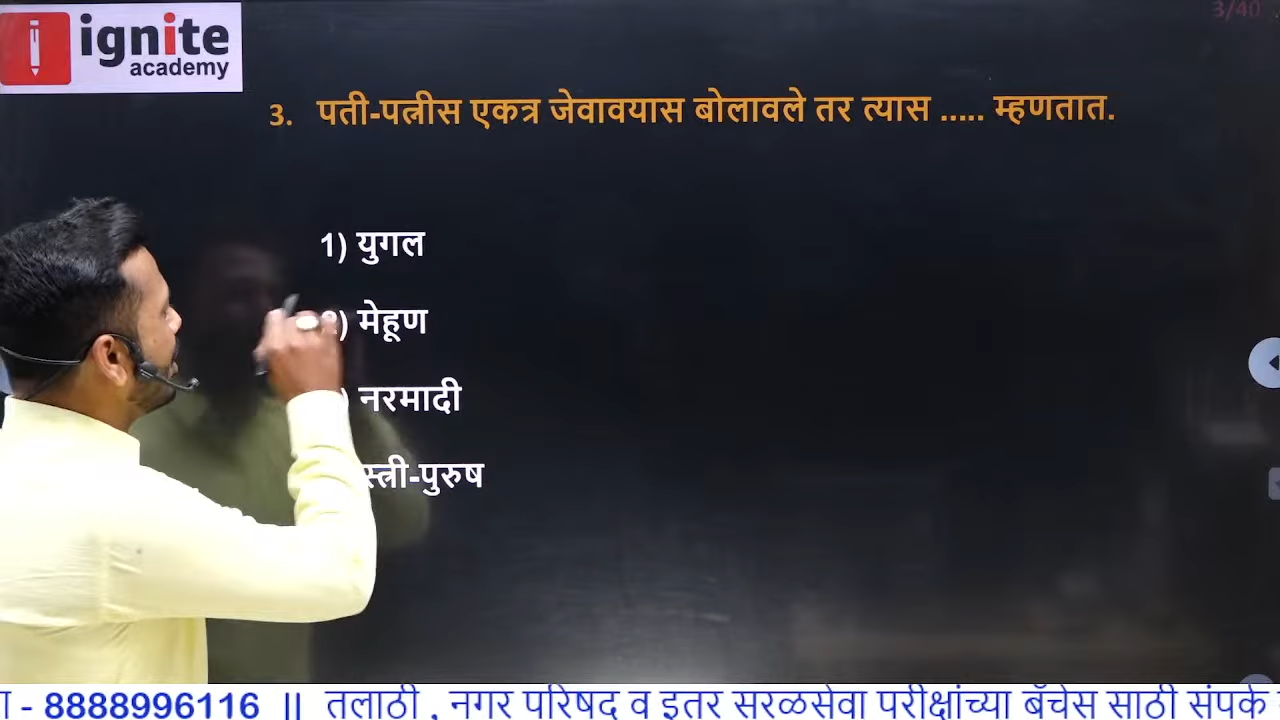 ignite
academy
3/40
3. पती-पत्नीस एकत्र जेवावयास बोलावले तर त्यास ..... म्हणतात.
1) युगल
) मेहूण
) नरमादी
स्त्री-पुरुष
- 8888996116 || तलाठी , नगर परिषद व इतर सरळसेवा परीक्षांच्या बॅचेस साठी संपर्क